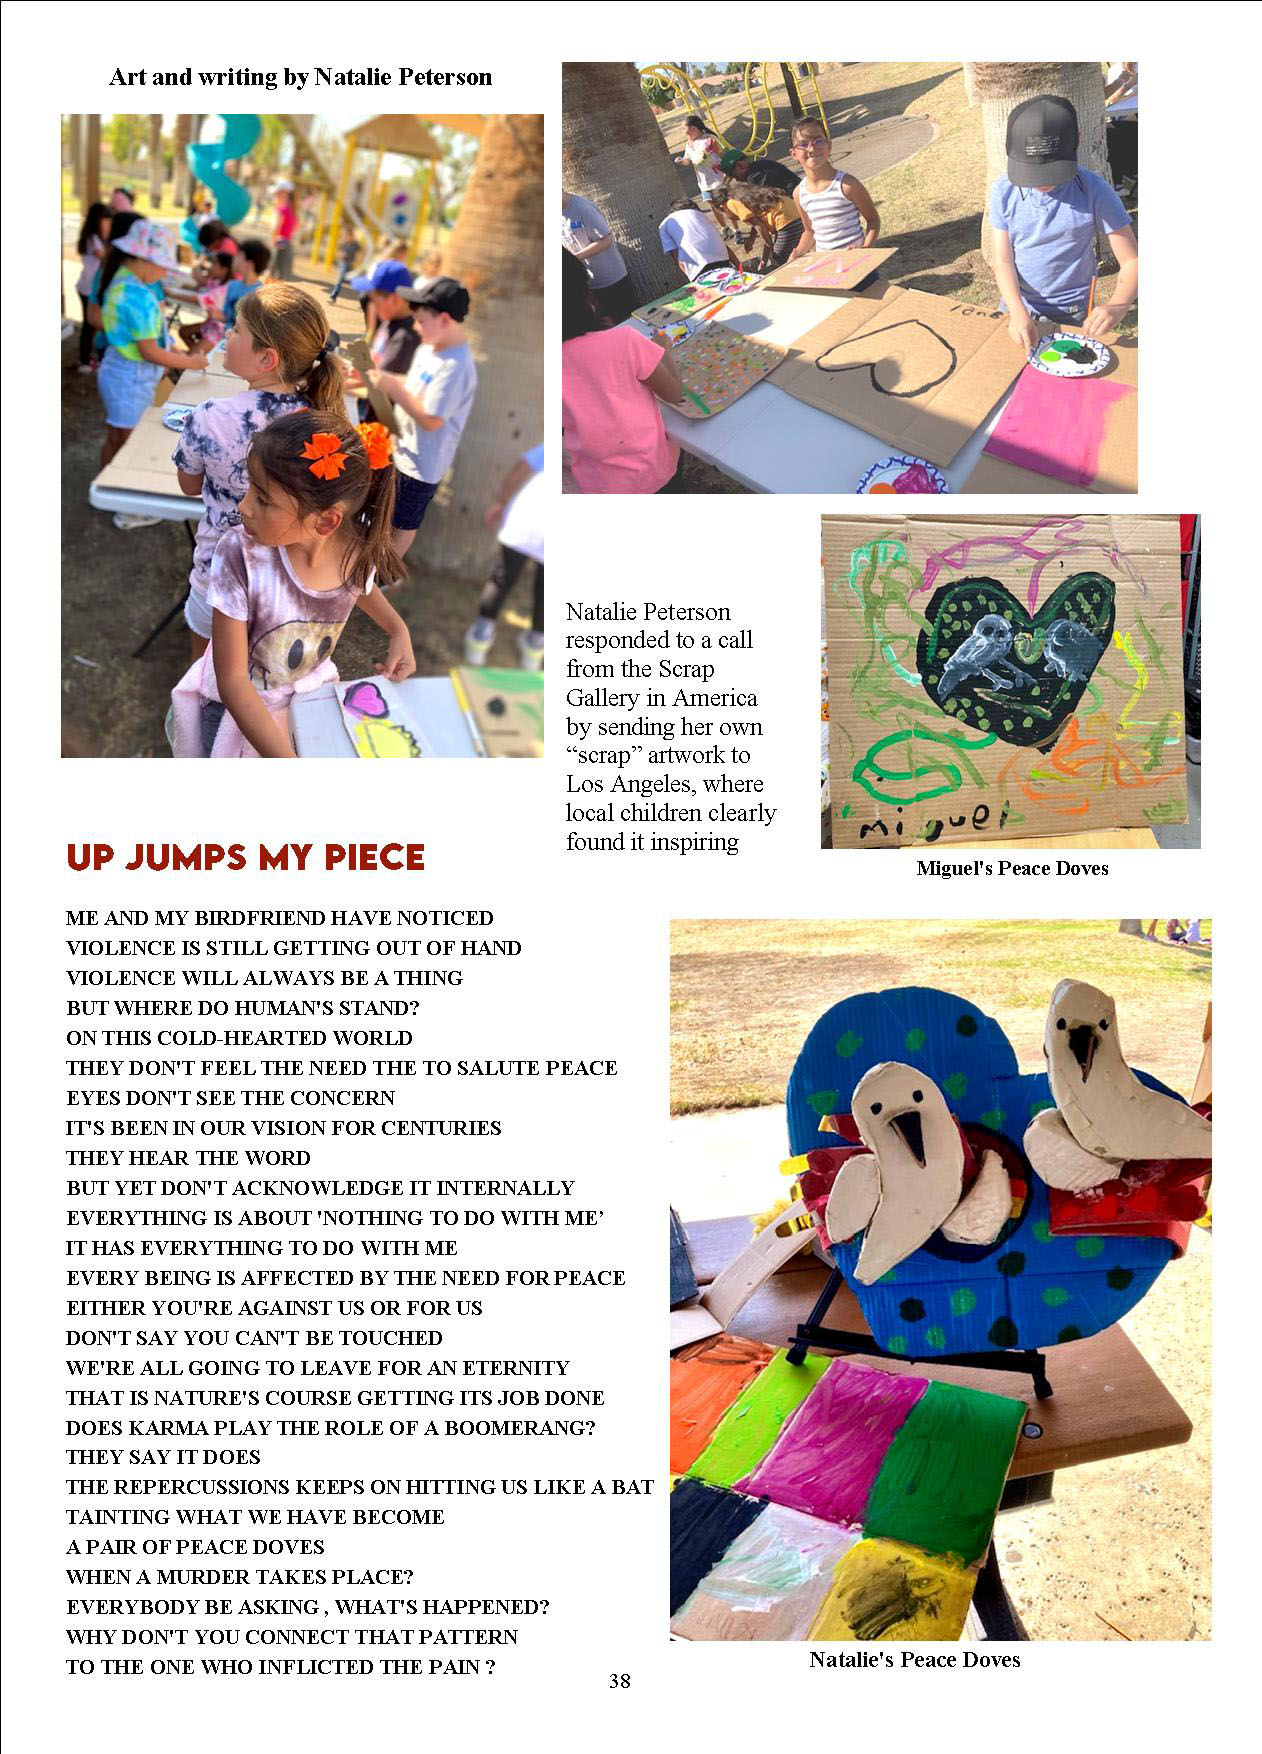 Art and writing by Natalie Peterson
Natalie Peterson
responded to a call
from the Scrap
Gallery in America
by sending her own
“scrap” artwork to
Los Angeles, where
local children clearly
found it inspiring
miguel
Miguel's Peace Doves
UP JUMPS MY PIECE
ME AND MY BIRDFRIEND HAVE NOTICED
VIOLENCE IS STILL GETTING OUT OF HAND
VIOLENCE WILL ALWAYS BE A THING
BUT WHERE DO HUMAN'S STAND?
ON THIS COLD-HEARTED WORLD
THEY DON'T FEEL THE NEED THE TO SALUTE PEACE
EYES DON'T SEE THE CONCERN
IT'S BEEN IN OUR VISION FOR CENTURIES
THEY HEAR THE WORD
BUT YET DON'T ACKNOWLEDGE IT INTERNALLY
EVERYTHING IS ABOUT 'NOTHING TO DO WITH ME’
IT HAS EVERYTHING TO DO WITH ME
EVERY BEING IS AFFECTED BY THE NEED FOR PEACE
EITHER YOU'RE AGAINST US OR FOR US
DON'T SAY YOU CAN'T BE TOUCHED
WE'RE ALL GOING TO LEAVE FOR AN ETERNITY
THAT IS NATURE'S COURSE GETTING ITS JOB DONE
DOES KARMA PLAY THE ROLE OF A BOOMERANG?
THEY SAY IT DOES
THE REPERCUSSIONS KEEPS ON HITTING US LIKE A BAT
TAINTING WHAT WE HAVE BECOME
A PAIR OF PEACE DOVES
WHEN A MURDER TAKES PLACE?
EVERYBODY BE ASKING , WHAT'S HAPPENED?
WHY DON'T YOU CONNECT THAT PATTERN
TO THE ONE WHO INFLICTED THE PAIN ?
Natalie's Peace Doves
38